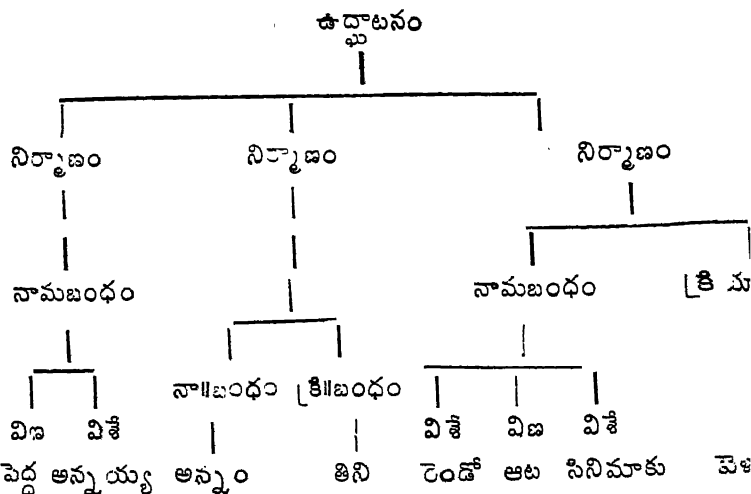 ఉద్ఘాటనం
నిర్మాణం నిర్మాణం నిర్మాణం
నామబంధం నామబంధం
నా॥బంధం క్రి॥బంధం
విణ విశే విశే విణ విశే
పెద్ద అన్నయ్య అన్నం తిని రెండో ఆట సినిమాకు